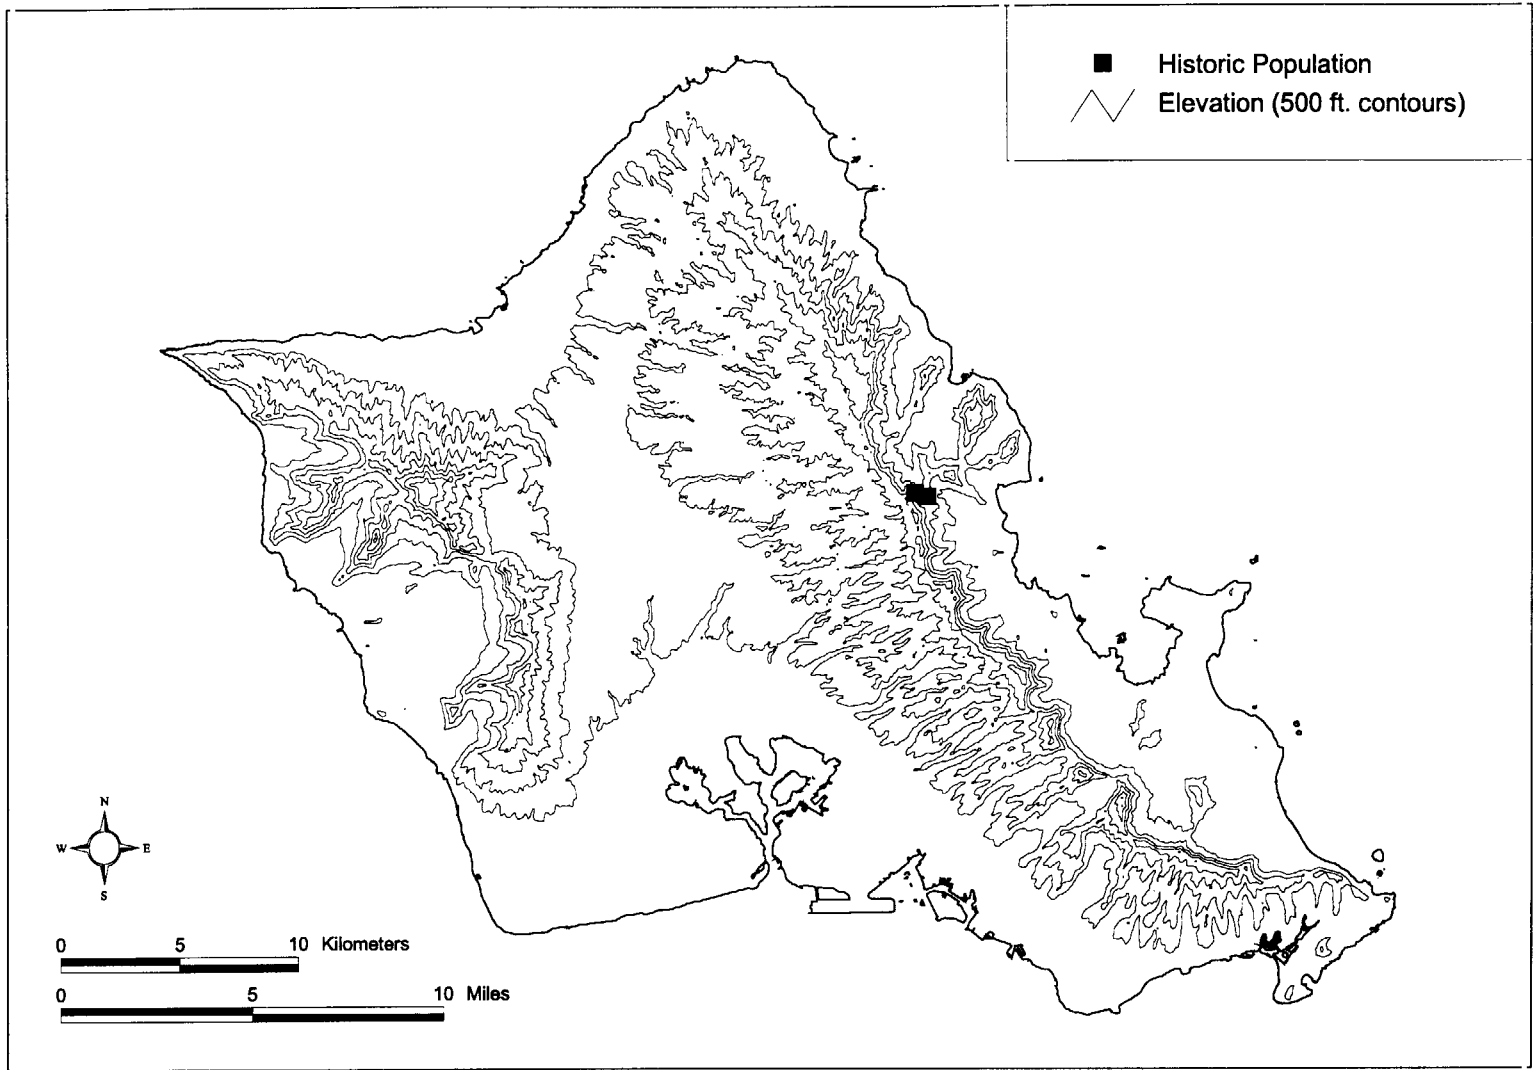 Historic Population
Elevation (500 ft. contours)
N
W E
S
0 5 10 Kilometers
0 5 10 Miles